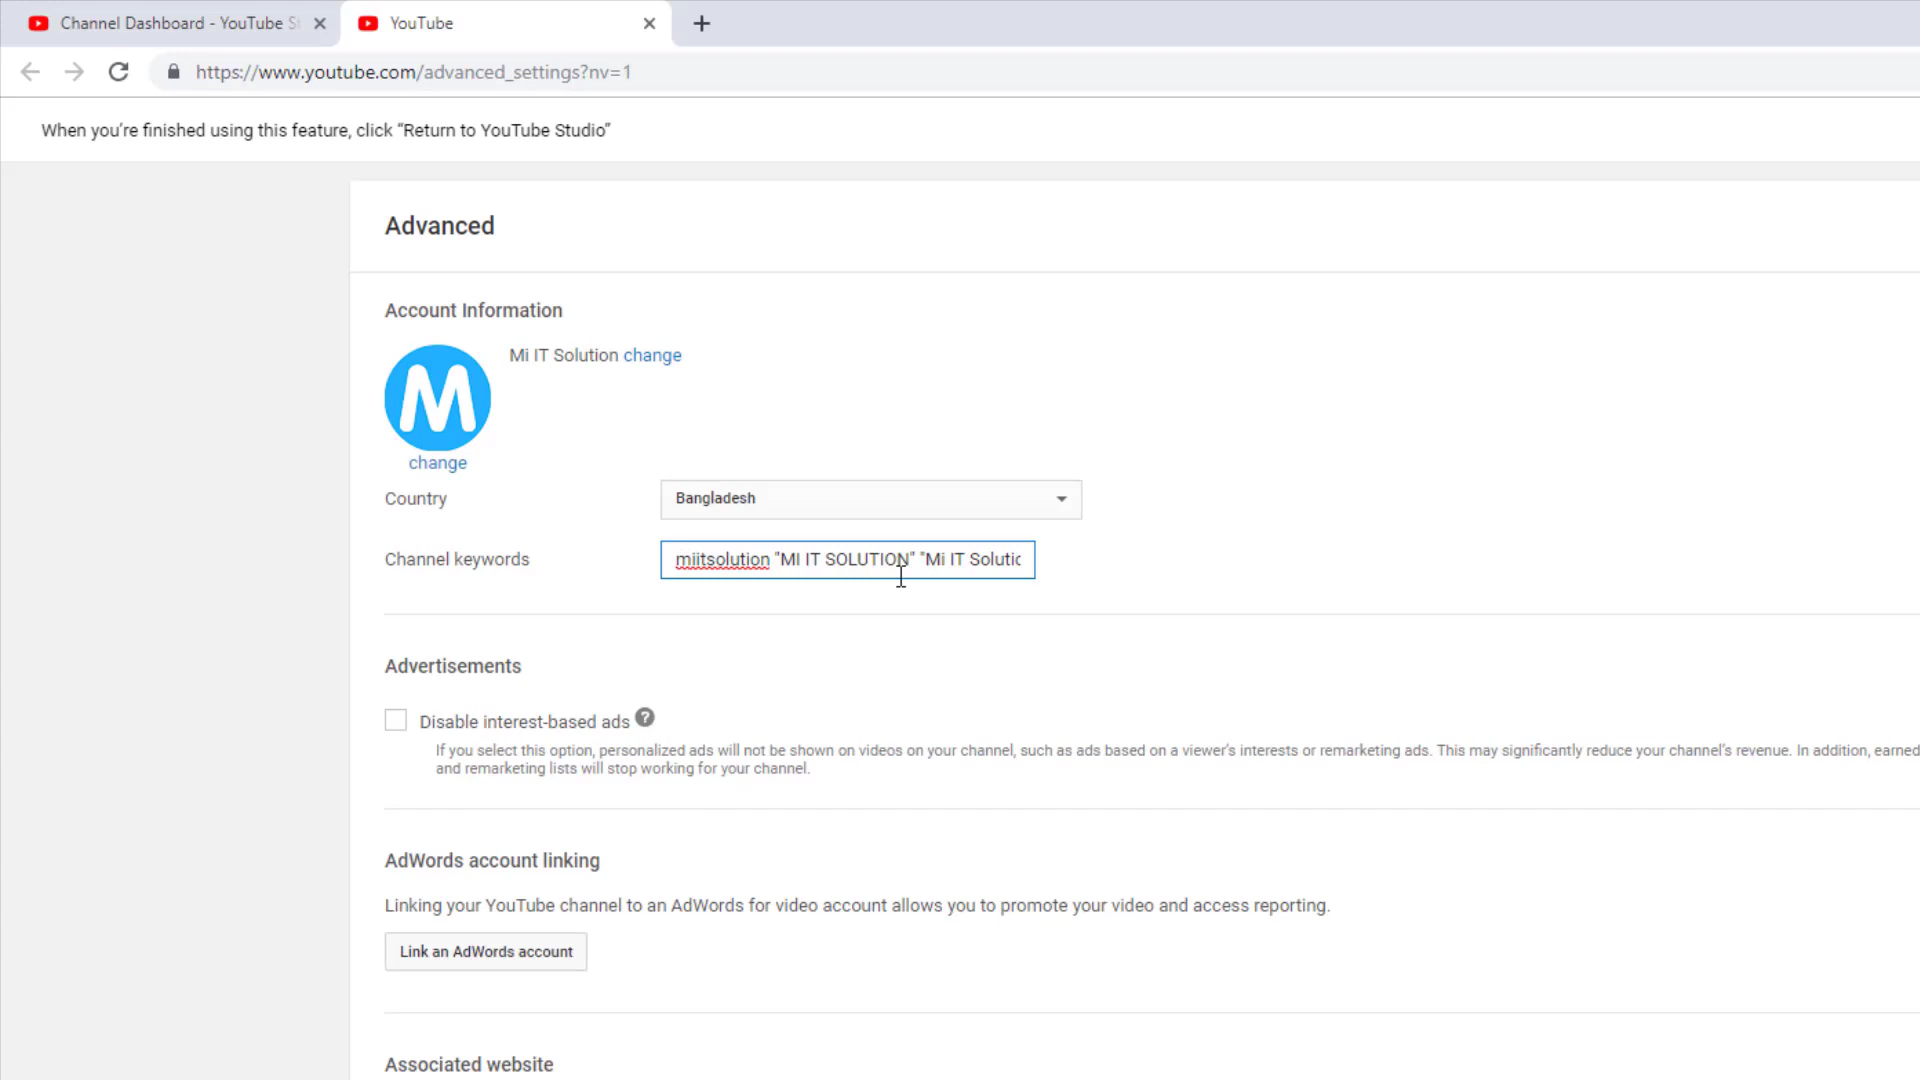 Channel Dashboard - YouTube S
YouTube
https://www.youtube.com/advanced_settings?nv=1
When you’re finished using this feature, click “Return to YouTube Studio”
Advanced
Account Information
M
Mi IT Solution change
change
Country
Bangladesh
Channel keywords
miitsolution "MI IT SOLUTION" "Mi IT Solutio
Advertisements
Disable interest-based ads ?
If you select this option, personalized ads will not be shown on videos on your channel, such as ads based on a viewer's interests or remarketing ads. This may significantly reduce your channel's revenue. In addition, earned
and remarketing lists will stop working for your channel.
AdWords account linking
Linking your YouTube channel to an AdWords for video account allows you to promote your video and access reporting.
Link an AdWords account
Associated website